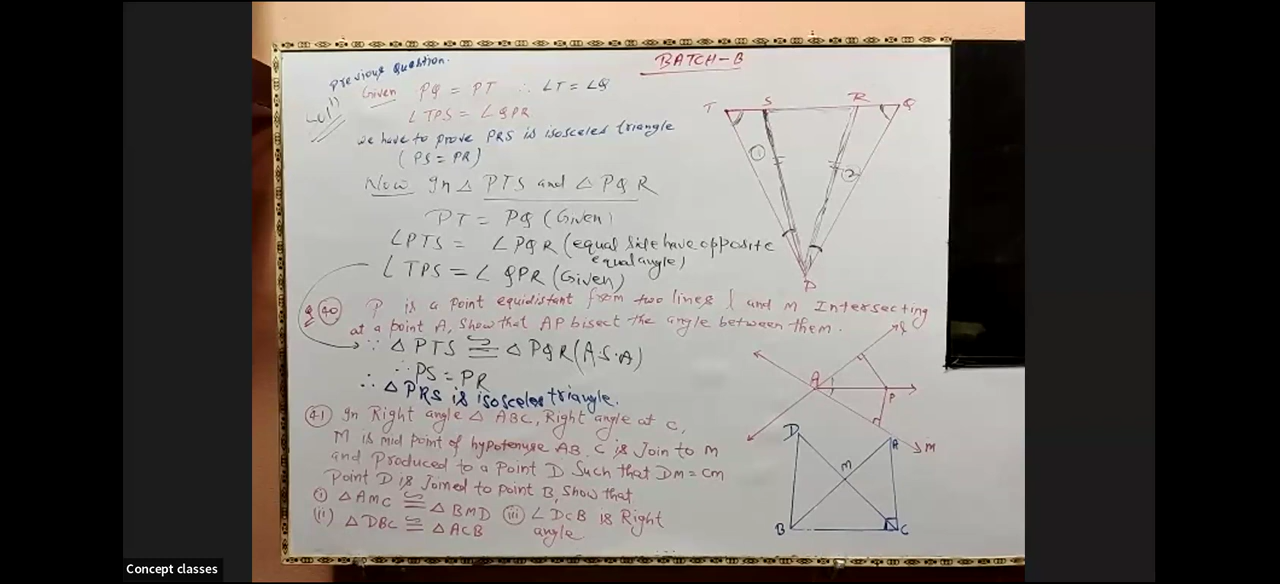 BATCH-B
Previous Question.
Given PQ = PT ∴ ∠T = ∠Q
∠TPS = ∠QPR
we have to prove PRS is isosceles triangle
(PS = PR)
Now In △ PTS and △ PQR
PT = PQ (Given)
∠PTS = ∠PQR (equal side have opposite
equal angle)
∠TPS = ∠QPR (Given)
Q 40 P is a point equidistant from two lines l and m Intersecting
at a point A, Show that AP bisect the angle between them.
∵ △ PTS ≅ △ PQR (A.S.A)
∴ PS = PR
∴ △ PRS is isosceles triangle.
41 In Right angle △ ABC, Right angle at C,
M is mid point of hypotenuse AB, C is Join to M
and Produced to a point D Such that DM = CM
Point D is Joined to point B, Show that
(i) △ AMC ≅ △ BMD (iii) ∠DCB is Right
angle
(ii) △ DBC ≅ △ ACB
T S R Q
1 2
P
l
A P
m
D A
M
B C
Concept classes